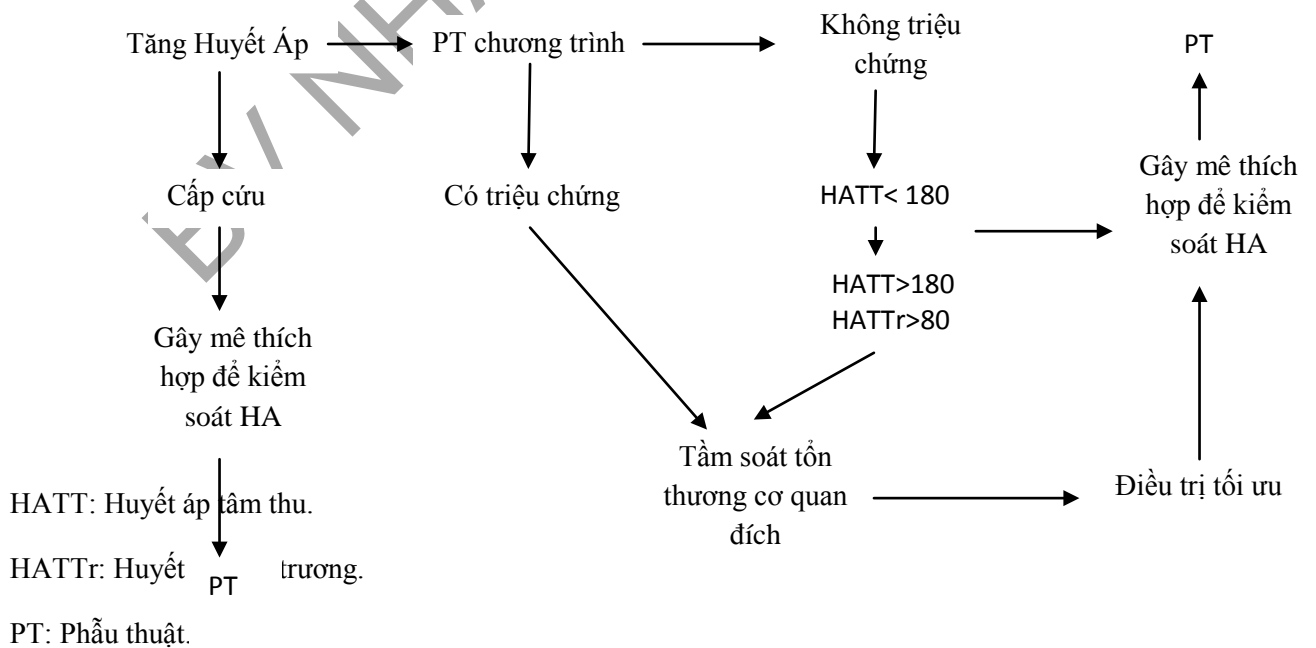 Tăng Huyết Áp
PT chương trình
Không triệu
chứng
PT
Cấp cứu
Có triệu chứng
HATT< 180
Gây mê thích
hợp để kiểm
soát HA
HATT>180
HATTr>80
Gây mê thích
hợp để kiểm
soát HA
Tầm soát tổn
thương cơ quan
đích
Điều trị tối ưu
HATT: Huyết áp tâm thu.
HATTr: Huyết trương.
PT
PT: Phẫu thuật.